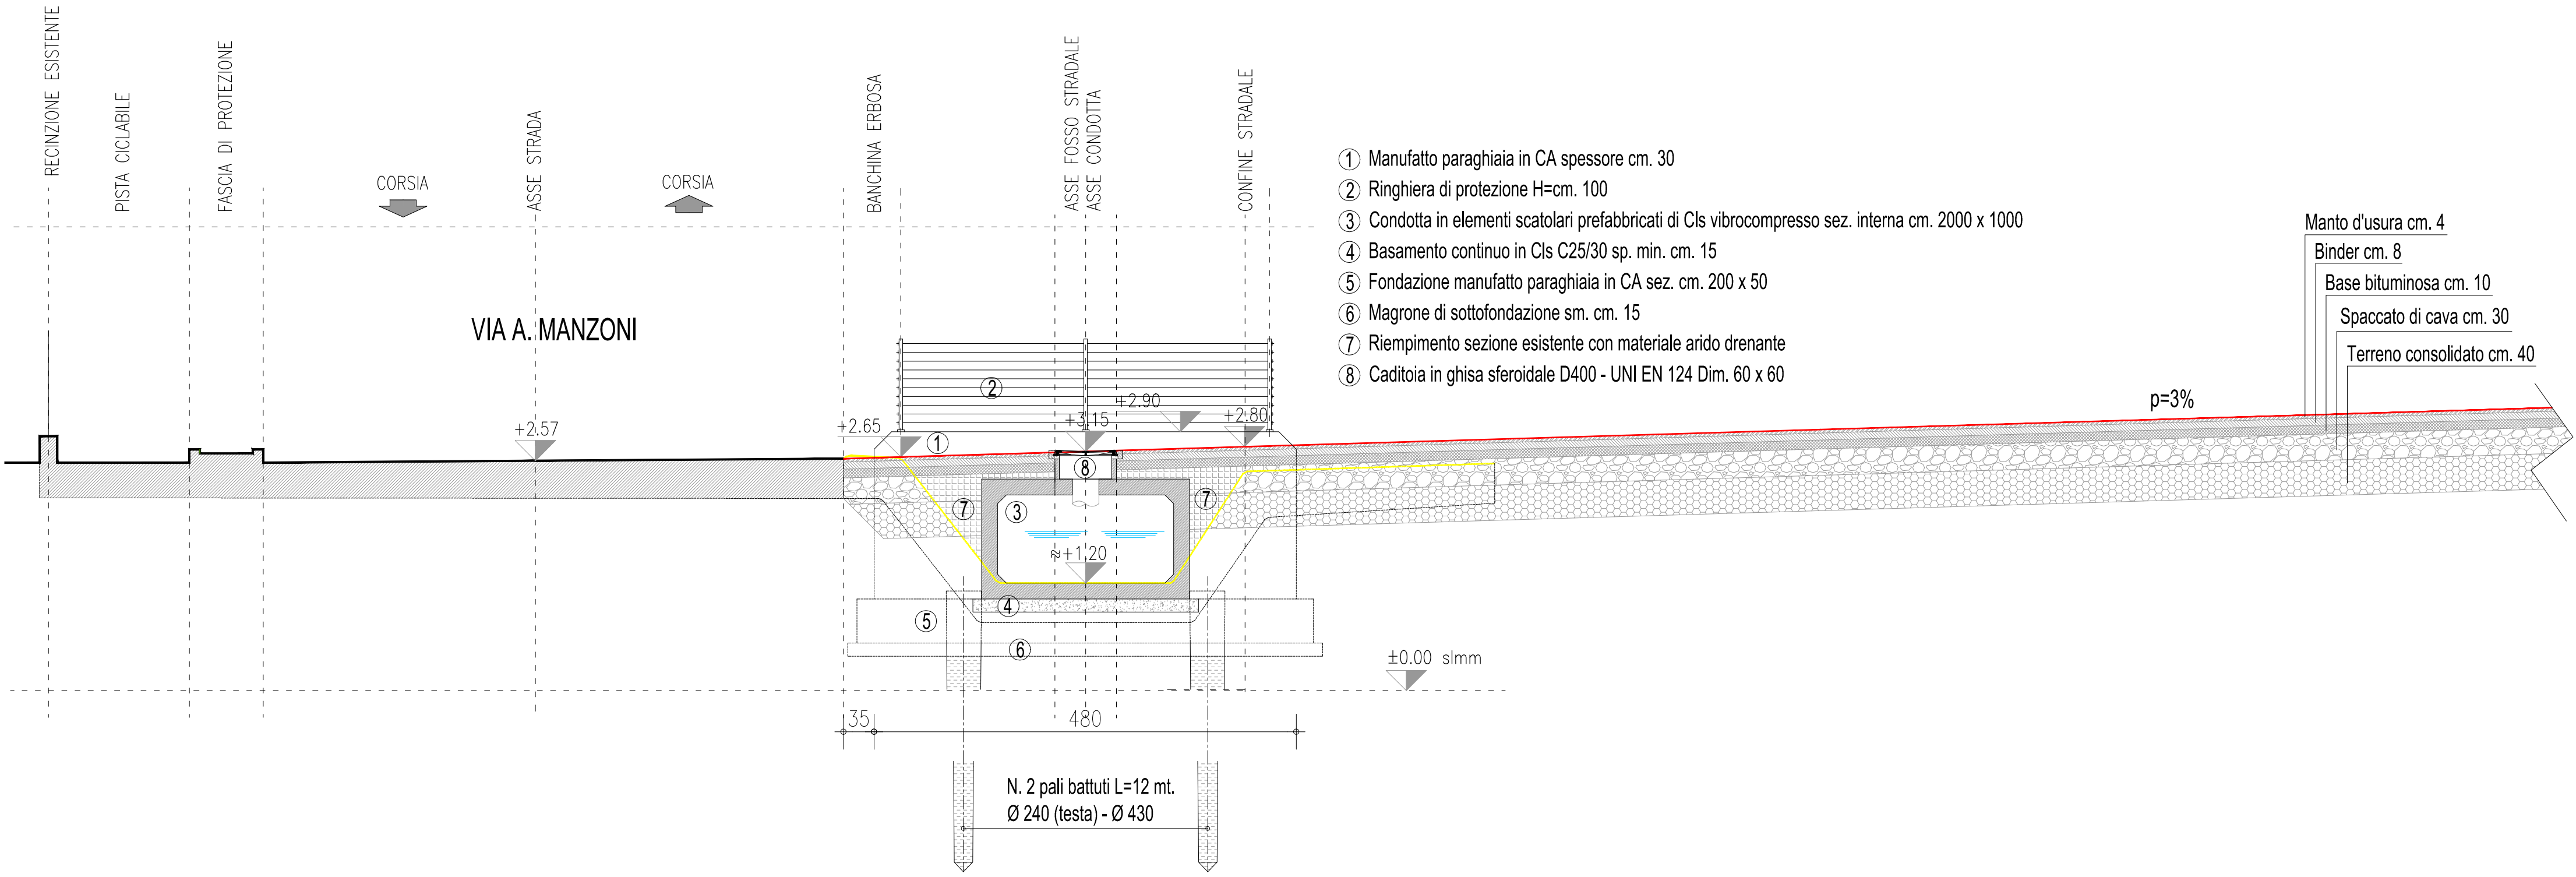 RECINZIONE ESISTENTE
PISTA CICLABILE
FASCIA DI PROTEZIONE
CORSIA
ASSE STRADA
CORSIA
BANCHINA ERBOSA
ASSE FOSSO STRADALE
ASSE CONDOTTA
CONFINE STRADALE
VIA A. MANZONI
1 Manufatto paraghiaia in CA spessore cm. 30
2 Ringhiera di protezione H=cm. 100
3 Condotta in elementi scatolari prefabbricati di Cls vibrocompresso sez. interna cm. 2000 x 1000
4 Basamento continuo in Cls C25/30 sp. min. cm. 15
5 Fondazione manufatto paraghiaia in CA sez. cm. 200 x 50
6 Magrone di sottofondazione sm. cm. 15
7 Riempimento sezione esistente con materiale arido drenante
8 Caditoia in ghisa sferoidale D400 - UNI EN 124 Dim. 60 x 60
Manto d'usura cm. 4
Binder cm. 8
Base bituminosa cm. 10
Spaccato di cava cm. 30
Terreno consolidato cm. 40
p=3%
2
+2.57
+2.65
1
+3.15
+2.90
+2.80
8
7
3
7
≈+1.20
4
5
6
±0.00 slmm
35
480
N. 2 pali battuti L=12 mt.
Ø 240 (testa) - Ø 430